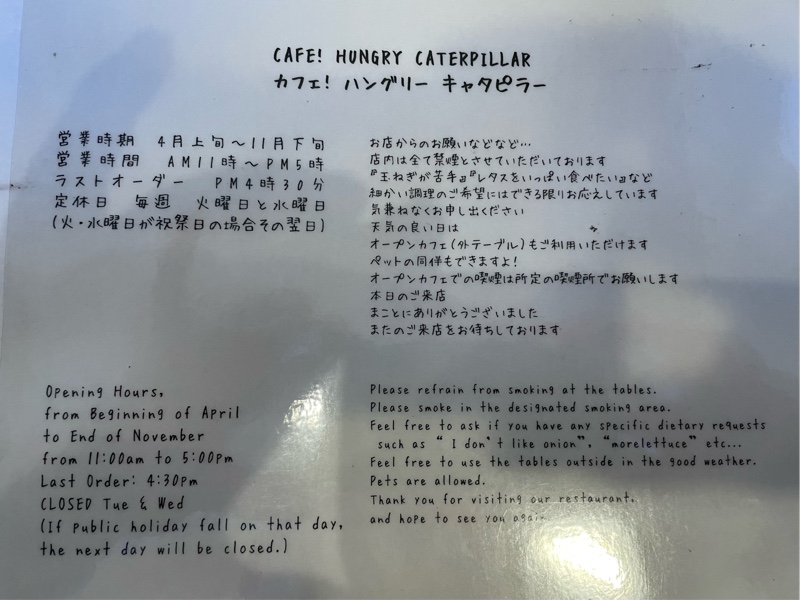 CAFE! HUNGRY CATERPILLAR
カフェ! ハングリー キャタピラー
営業時期 4月上旬~11月下旬
営業時間 AM11時~PM5時
ラストオーダー PM4時30分
定休日 毎週 火曜日と水曜日
(火・水曜日が祝祭日の場合その翌日)
お店からのお願いなどなど…
店内は全て禁煙とさせていただいております
『玉ねぎが苦手』『レタスをいっぱい食べたい』など
細かい調理のご希望にはできる限りお応えしています
気兼ねなくお申し出ください
天気の良い日は
オープンカフェ(外テーブル)もご利用いただけます
ペットの同伴もできますよ!
オープンカフェでの喫煙は所定の喫煙所でお願いします
本日のご来店
まことにありがとうございました
またのご来店をお待ちしております
Opening Hours,
from Beginning of April
to End of November
from 11:00am to 5:00pm
Last Order: 4:30pm
CLOSED Tue & Wed
(If public holiday fall on that day,
the next day will be closed.)
Please refrain from smoking at the tables.
Please smoke in the designated smoking area.
Feel free to ask if you have any specific dietary requests
such as “ I don't like onion”, “morelettuce” etc...
Feel free to use the tables outside in the good weather.
Pets are allowed.
Thank you for visiting our restaurant,
and hope to see you again.